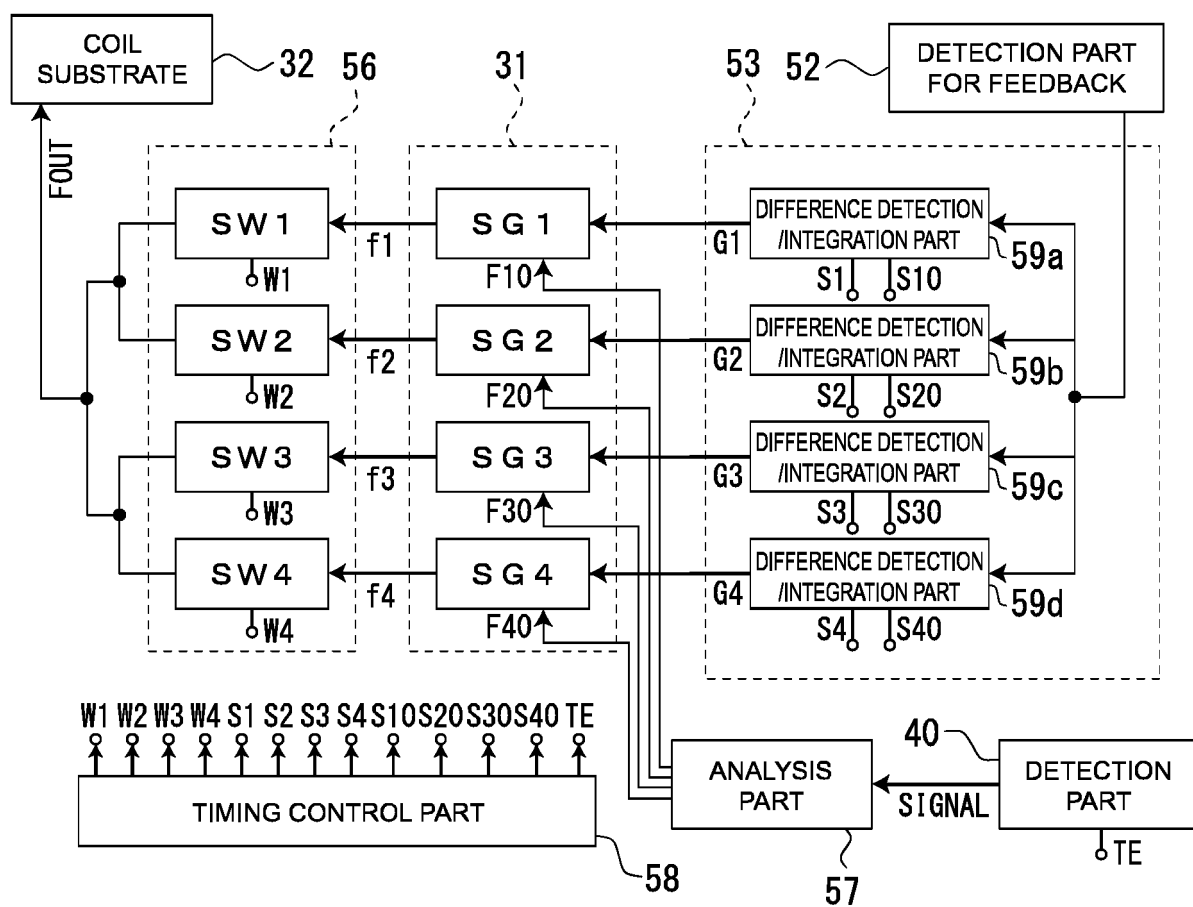 COIL
SUBSTRATE
32
56
31
53
52
DETECTION PART
FOR FEEDBACK
FOUT
SW1
f1
SG1
G1
DIFFERENCE DETECTION
/INTEGRATION PART
59a
W1
F10
S1
S10
SW2
f2
SG2
G2
DIFFERENCE DETECTION
/INTEGRATION PART
59b
W2
F20
S2
S20
SW3
f3
SG3
G3
DIFFERENCE DETECTION
/INTEGRATION PART
59c
W3
F30
S3
S30
SW4
f4
SG4
G4
DIFFERENCE DETECTION
/INTEGRATION PART
59d
W4
F40
S4
S40
W1 W2 W3 W4 S1 S2 S3 S4 S10 S20 S30 S40 TE
TIMING CONTROL PART
58
ANALYSIS
PART
57
SIGNAL
40
DETECTION
PART
TE